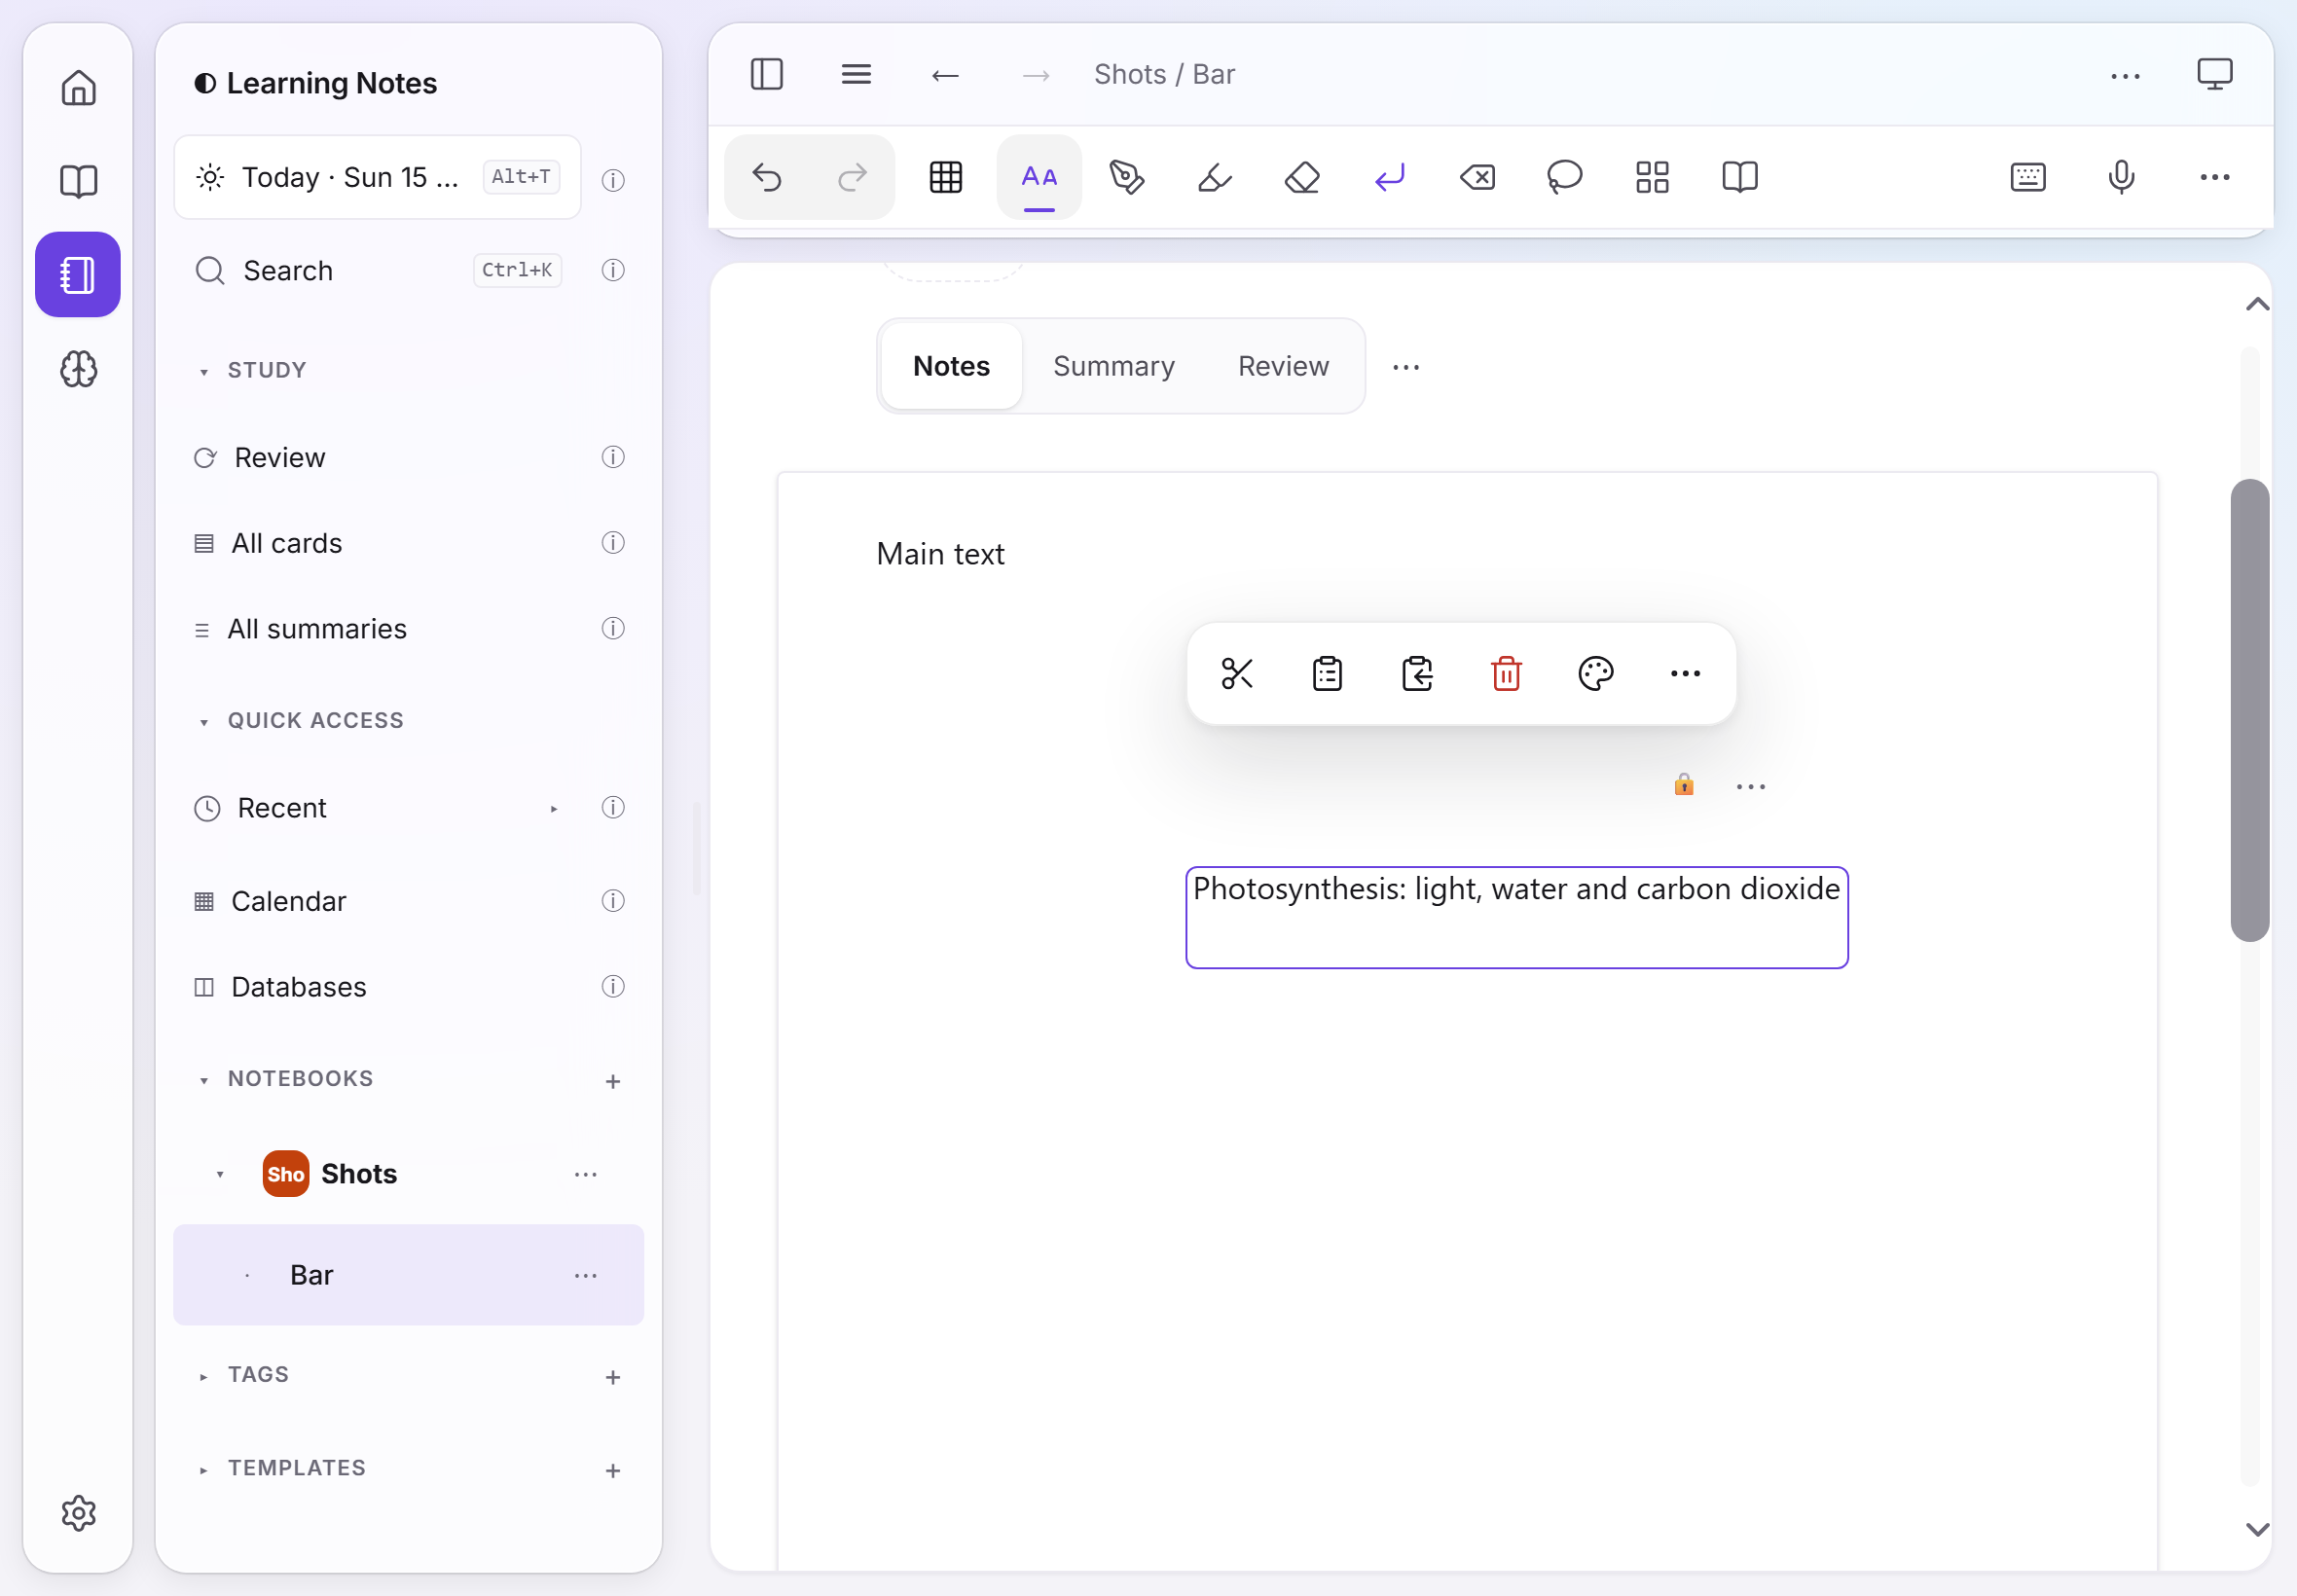 Learning Notes
Today · Sun 15 ... Alt+T
Search Ctrl+K
STUDY
Review
All cards
All summaries
QUICK ACCESS
Recent
Calendar
Databases
NOTEBOOKS
Sho Shots
Bar
TAGS
TEMPLATES
Shots / Bar
Notes Summary Review
Main text
Photosynthesis: light, water and carbon dioxide